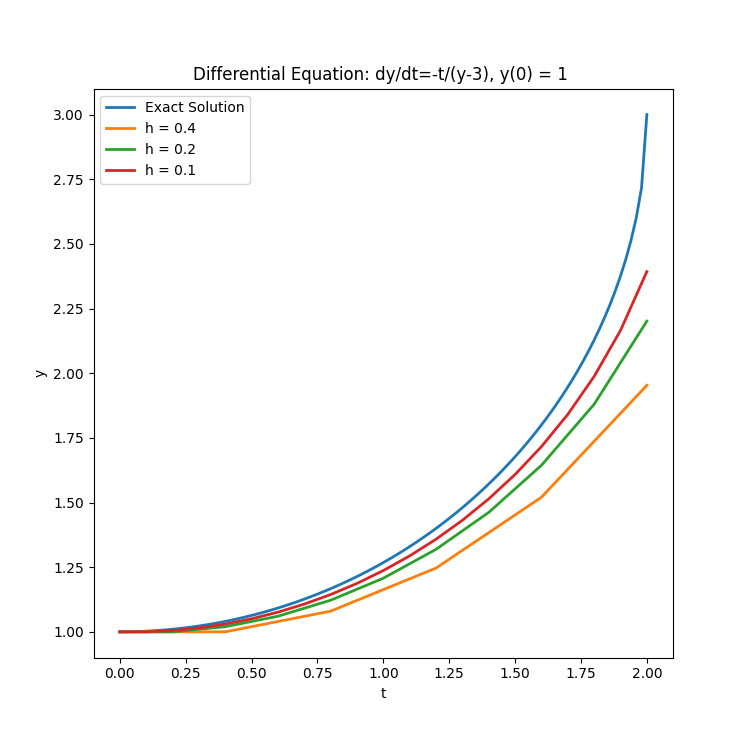 Differential Equation: dy/dt=-t/(y-3), y(0) = 1
Exact Solution
h = 0.4
h = 0.2
h = 0.1
3.00
2.75
2.50
2.25
2.00
1.75
1.50
1.25
1.00
y
0.00 0.25 0.50 0.75 1.00 1.25 1.50 1.75 2.00
t